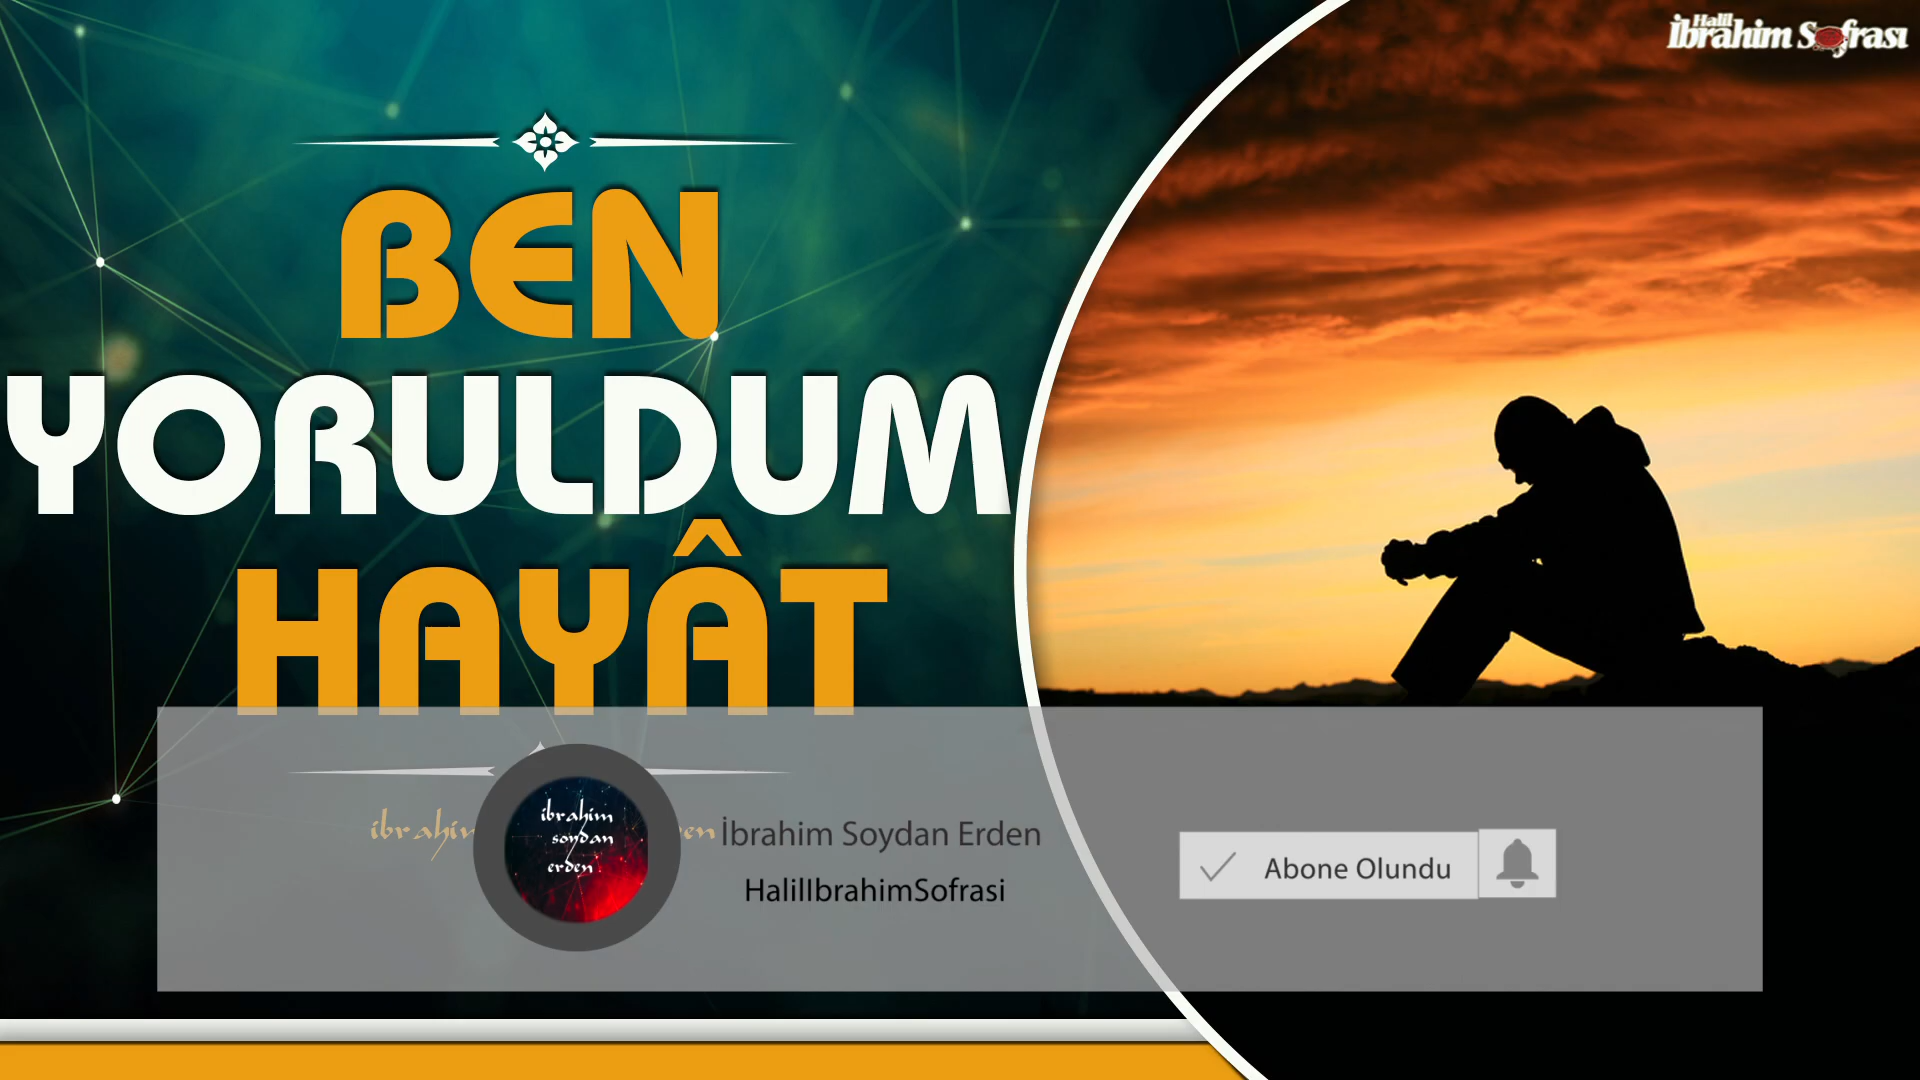 Halil
İbrahim Sofrası
BEN
YORULDUM
HAYÂT
ibrahim
soydan
erden
İbrahim Soydan Erden
HalilIbrahimSofrasi
Abone Olundu